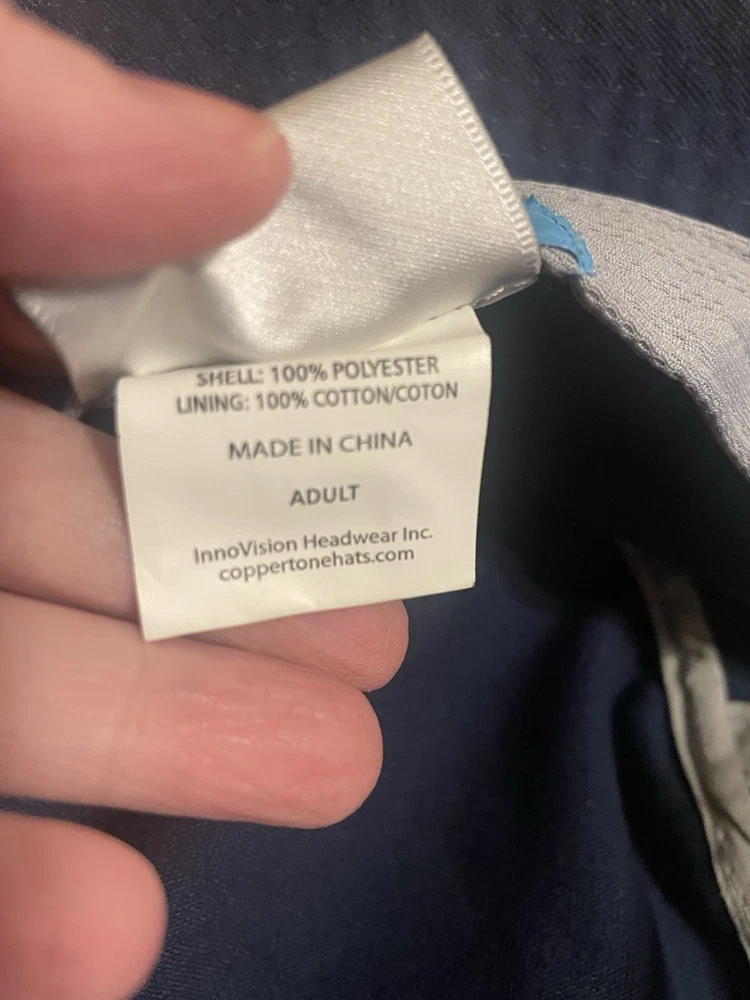 SHELL: 100% POLYESTER
LINING: 100% COTTON/COTON
MADE IN CHINA
ADULT
InnoVision Headwear Inc.
coppertonehats.com